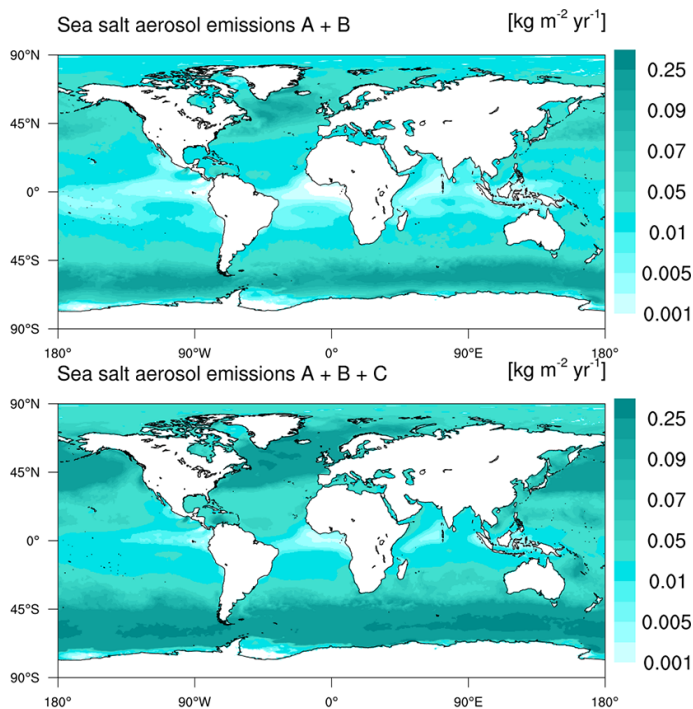 Sea salt aerosol emissions A + B [kg m⁻² yr⁻¹]
90°N
45°N
0°
45°S
90°S
180° 90°W 0° 90°E 180°
0.25
0.09
0.07
0.05
0.01
0.005
0.001
Sea salt aerosol emissions A + B + C [kg m⁻² yr⁻¹]
90°N
45°N
0°
45°S
90°S
180° 90°W 0° 90°E 180°
0.25
0.09
0.07
0.05
0.01
0.005
0.001